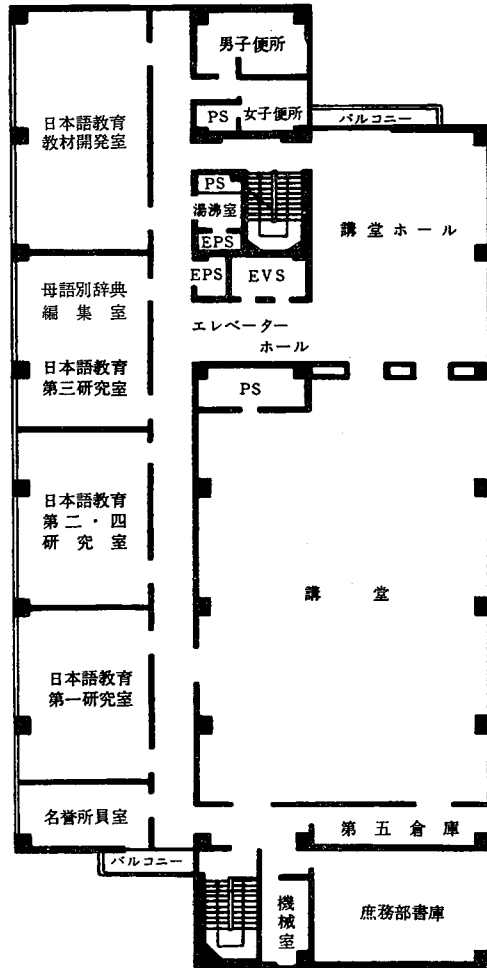 男子便所
PS
女子便所
バルコニー
日本語教育
教材開発室
PS
湯沸室
EPS
講堂ホール
EPS
EVS
母語別辞典
編集室
エレベーター
ホール
日本語教育
第三研究室
PS
日本語教育
第二・四
研究室
講堂
日本語教育
第一研究室
名誉所員室
第五倉庫
バルコニー
機械室
庶務部書庫